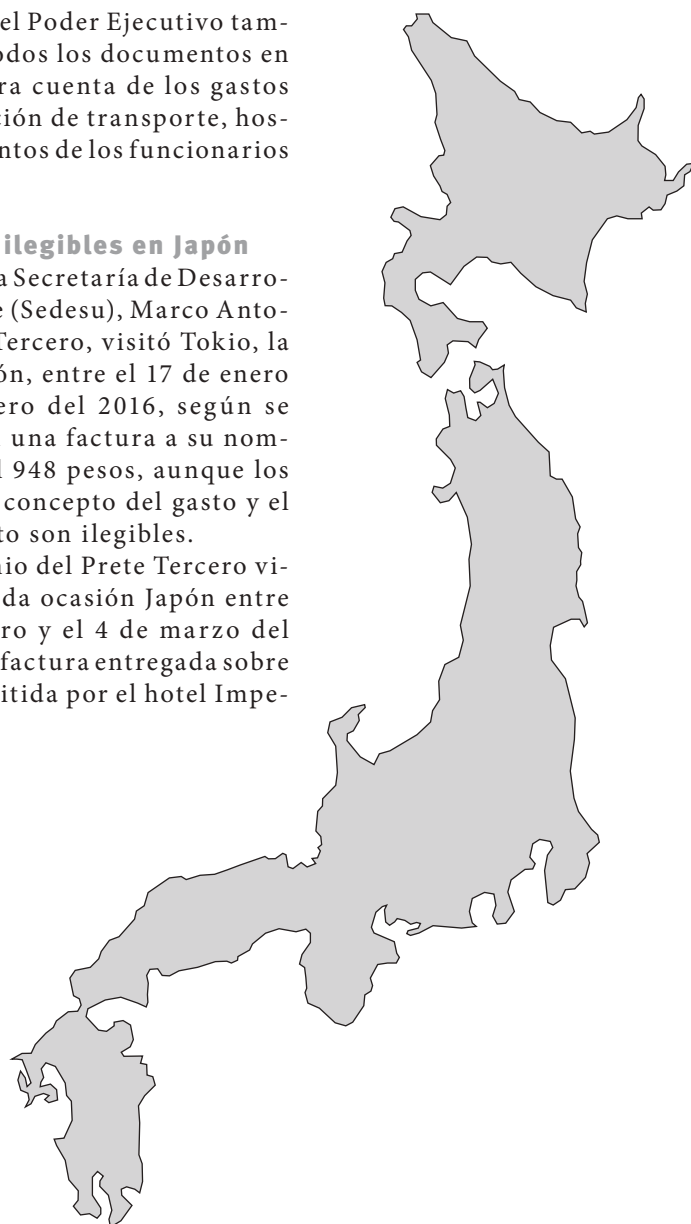 el Poder Ejecutivo tam-
odos los documentos en
ra cuenta de los gastos
ción de transporte, hos-
ntos de los funcionarios
ilegibles en Japón
a Secretaría de Desarro-
e (Sedesu), Marco Anto-
Tercero, visitó Tokio, la
ón, entre el 17 de enero
ero del 2016, según se
una factura a su nom-
l 948 pesos, aunque los
concepto del gasto y el
to son ilegibles.
nio del Prete Tercero vi-
da ocasión Japón entre
ro y el 4 de marzo del
factura entregada sobre
itida por el hotel Impe-